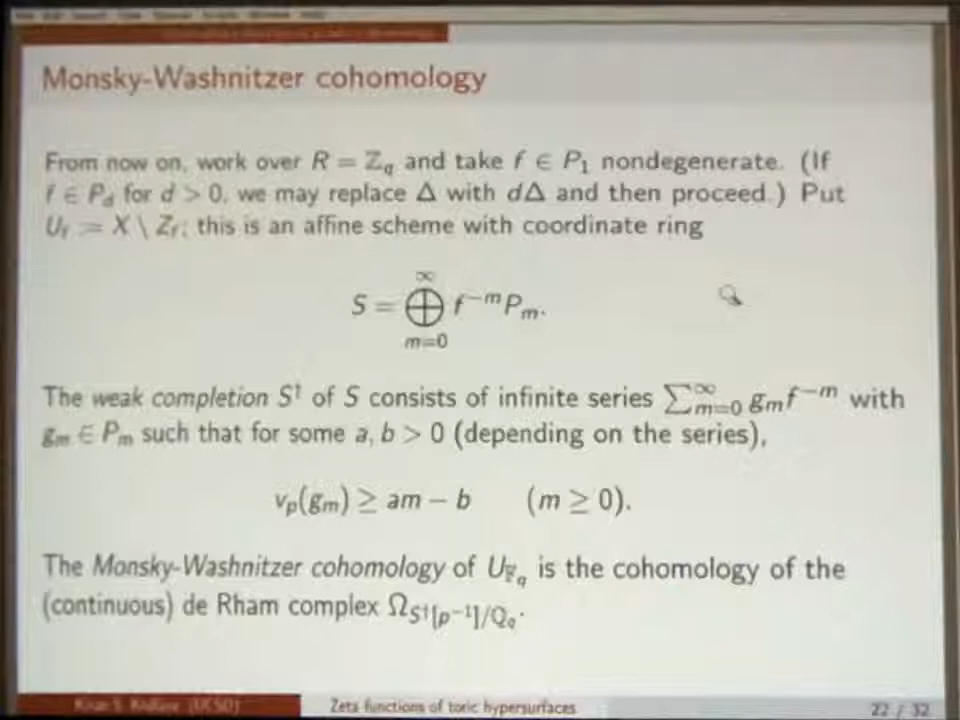 Monsky-Washnitzer cohomology
From now on, work over R = ℤ_q and take f ∈ P_1 nondegenerate. (If
f ∈ P_d for d > 0, we may replace Δ with dΔ and then proceed.) Put
U_f := X \ Z_f; this is an affine scheme with coordinate ring
S = ⊕_{m=0}^{∞} f^{-m} P_m.
The weak completion S^† of S consists of infinite series ∑_{m=0}^{∞} g_m f^{-m} with
g_m ∈ P_m such that for some a, b > 0 (depending on the series),
v_p(g_m) ≥ am − b (m ≥ 0).
The Monsky-Washnitzer cohomology of U_{𝔽_q} is the cohomology of the
(continuous) de Rham complex Ω_{S^†[p^{-1}]/ℚ_q}.
Kiran S. Kedlaya (UCSD)
Zeta functions of toric hypersurfaces
22 / 32